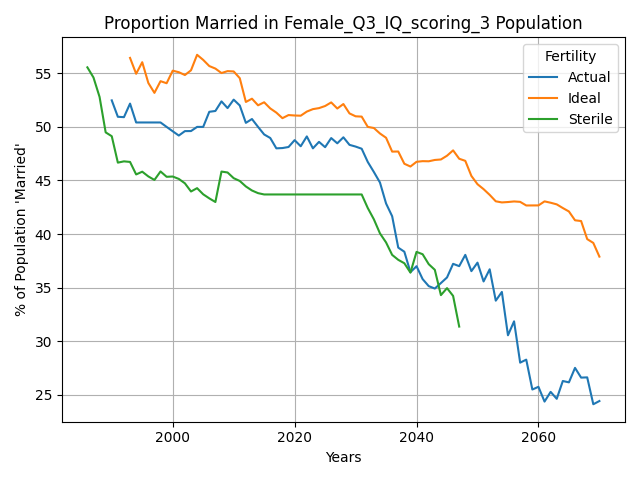 Proportion Married in Female_Q3_IQ_scoring_3 Population
Fertility
Actual
Ideal
Sterile
% of Population 'Married'
55
50
45
40
35
30
25
2000
2020
2040
2060
Years